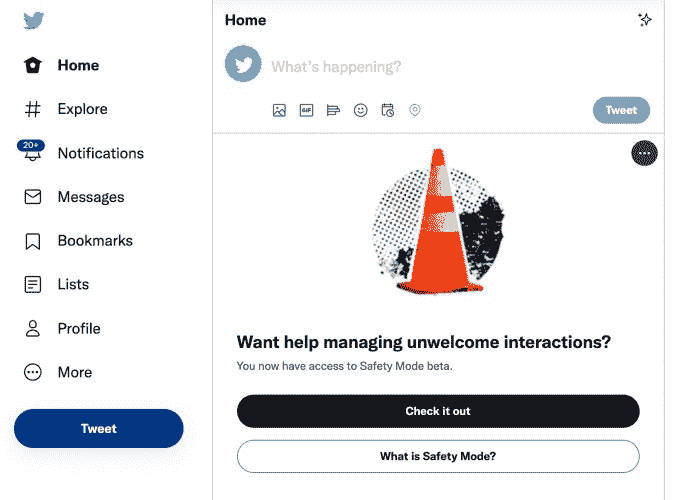 Home
Explore
20+
Notifications
Messages
Bookmarks
Lists
Profile
More
Tweet
Home
What's happening?
GIF
Tweet
Want help managing unwelcome interactions?
You now have access to Safety Mode beta.
Check it out
What is Safety Mode?